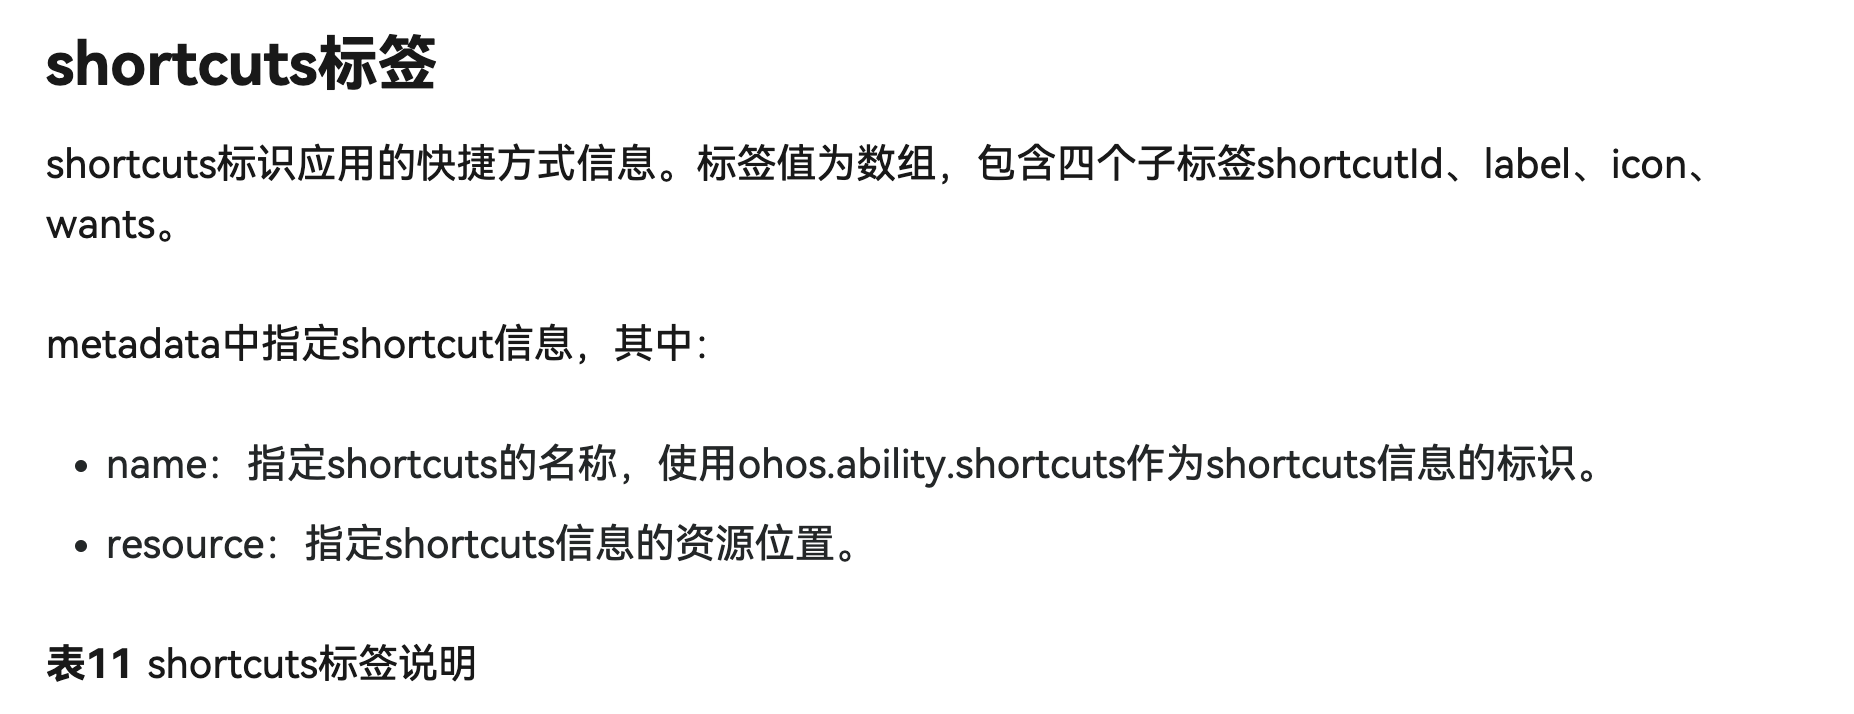 shortcuts标签
shortcuts标识应用的快捷方式信息。标签值为数组，包含四个子标签shortcutId、label、icon、
wants。
metadata中指定shortcut信息，其中：
• name：指定shortcuts的名称，使用ohos.ability.shortcuts作为shortcuts信息的标识。
• resource：指定shortcuts信息的资源位置。
表11 shortcuts标签说明